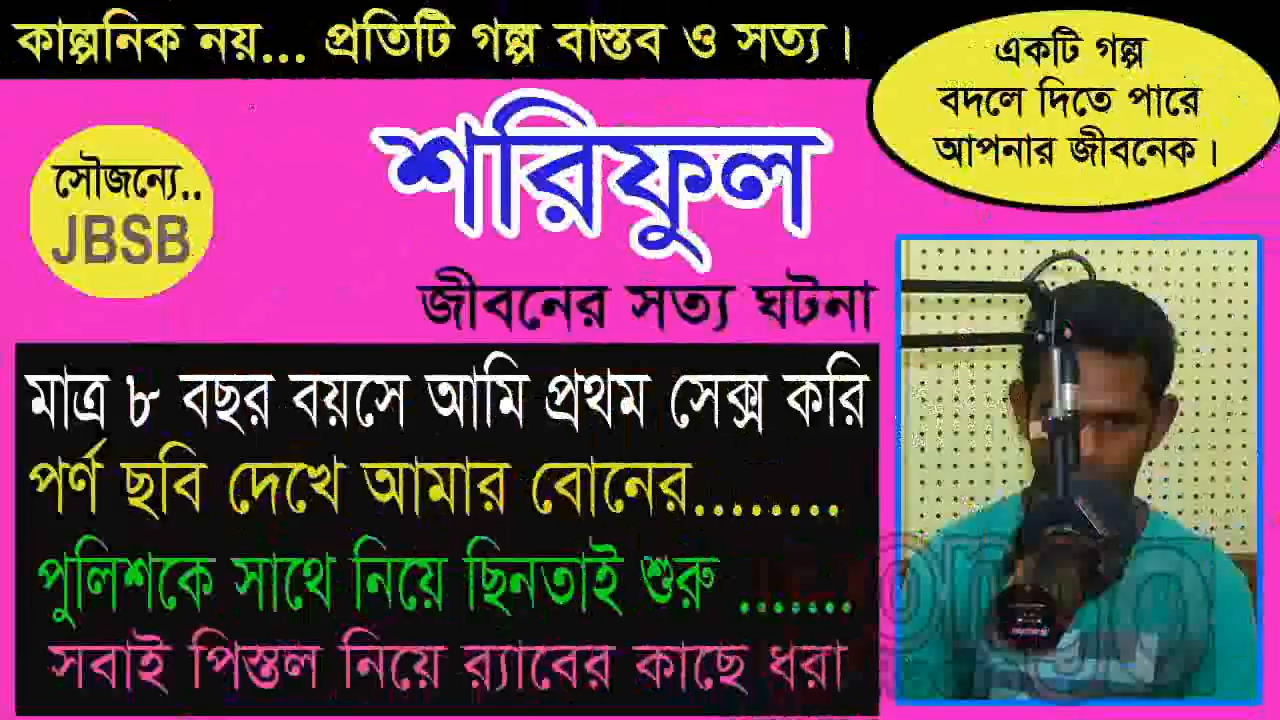 কাল্পনিক নয়... প্রতিটি গল্প বাস্তব ও সত্য।
একটি গল্প
বদলে দিতে পারে
আপনার জীবনেক।
সৌজন্যে..
JBSB
শরিফুল
জীবনের সত্য ঘটনা
মাত্র ৮ বছর বয়সে আমি প্রথম সেক্স করি
পর্ণ ছবি দেখে আমার বোনের........
পুলিশকে সাথে নিয়ে ছিনতাই শুরু .......
সবাই পিস্তল নিয়ে র‍্যাবের কাছে ধরা